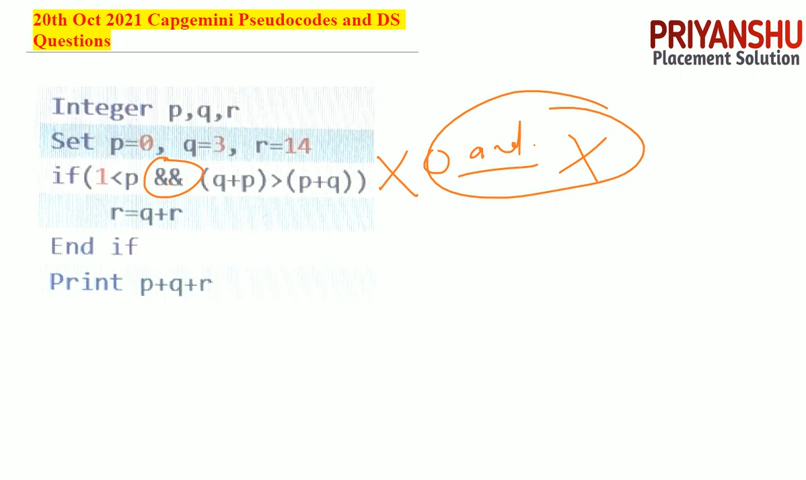 20th Oct 2021 Capgemini Pseudocodes and DS
Questions
PRIYANSHU
Placement Solution
Integer p,q,r
Set p=0, q=3, r=14
if(1<p && (q+p)>(p+q))
r=q+r
End if
Print p+q+r
0 and X
X